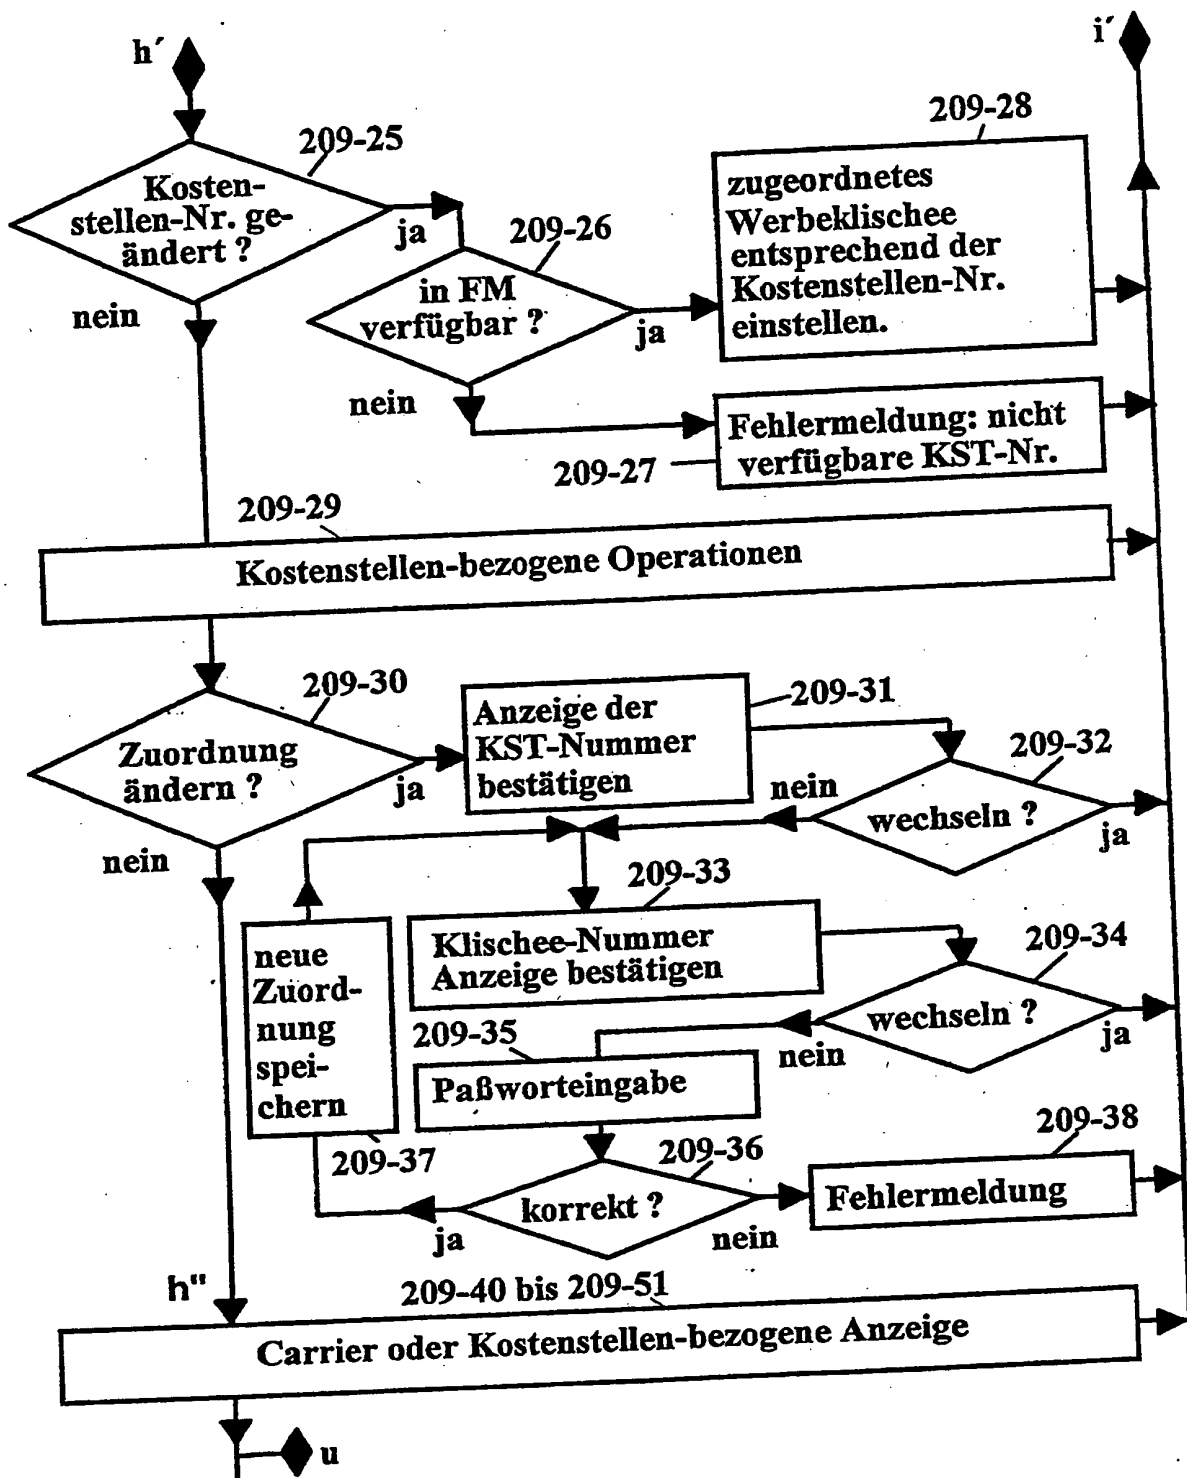 h´
i´
209-25
Kosten-
stellen-Nr. ge-
ändert ?
ja
nein
209-26
in FM
verfügbar ?
ja
nein
209-28
zugeordnetes
Werbeklischee
entsprechend der
Kostenstellen-Nr.
einstellen.
Fehlermeldung: nicht
verfügbare KST-Nr.
209-27
209-29
Kostenstellen-bezogene Operationen
209-30
Zuordnung
ändern ?
ja
nein
Anzeige der
KST-Nummer
bestätigen
209-31
209-32
wechseln ?
nein
ja
209-33
Klischee-Nummer
Anzeige bestätigen
209-34
wechseln ?
nein
ja
neue
Zuord-
nung
spei-
chern
209-37
209-35
Paßworteingabe
209-36
korrekt ?
ja
nein
209-38
Fehlermeldung
h"
209-40 bis 209-51
Carrier oder Kostenstellen-bezogene Anzeige
u